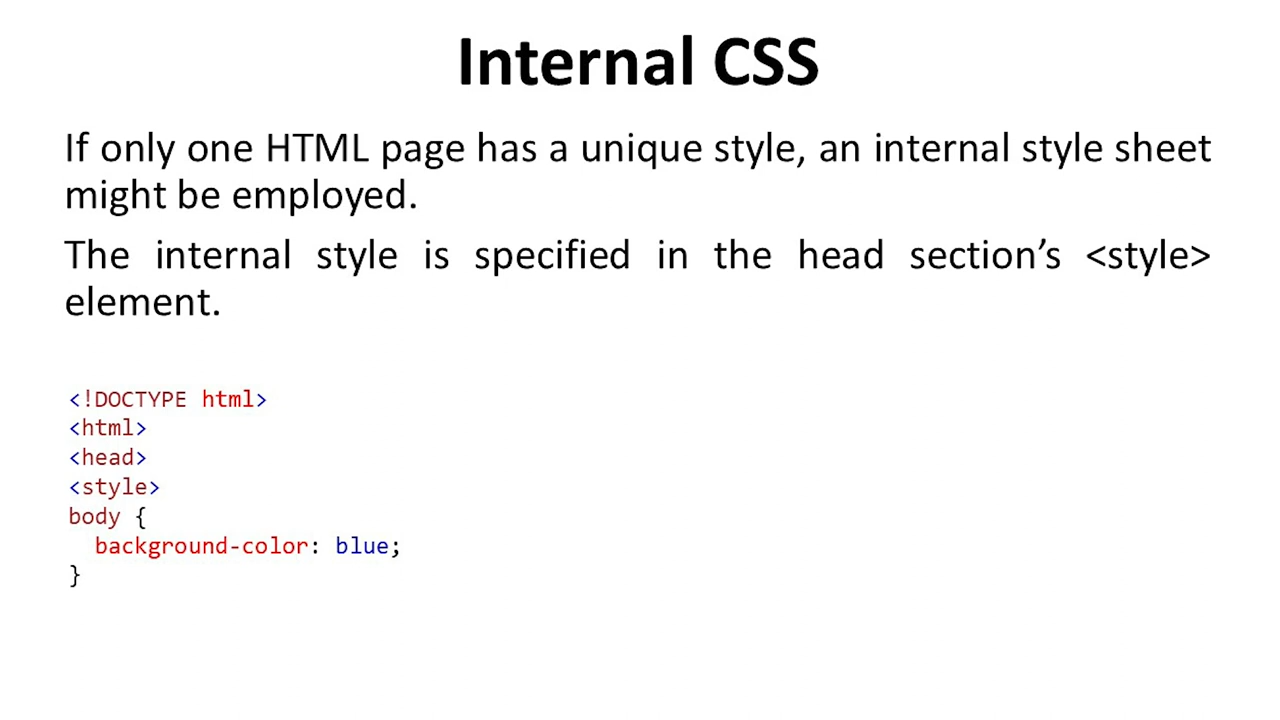 Internal CSS
If only one HTML page has a unique style, an internal style sheet
might be employed.
The internal style is specified in the head section’s <style>
element.
<!DOCTYPE html>
<html>
<head>
<style>
body {
  background-color: blue;
}